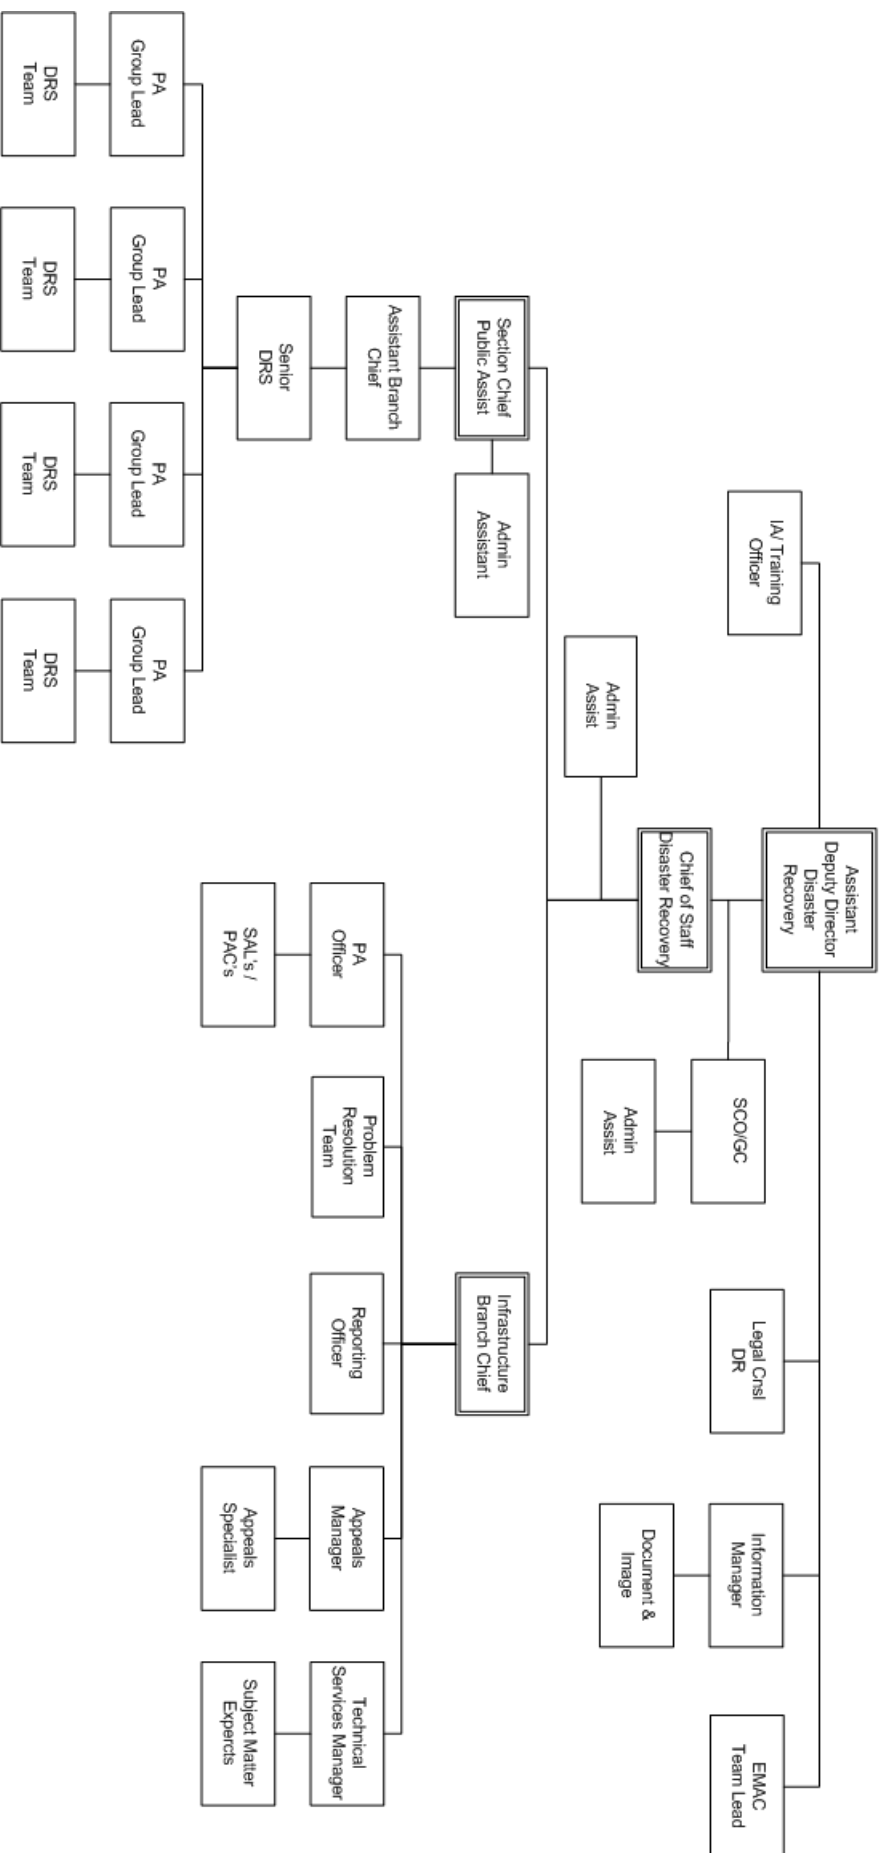 Assistant
Deputy Director
Disaster
Recovery
IA/ Training
Officer
Chief of Staff
Disaster Recovery
SCO/GC
Admin
Assist
Legal Cnsl
DR
Information
Manager
Document &
Image
EMAC
Team Lead
Admin
Assist
Section Chief
Public Assist
Admin
Assistant
Assistant Branch
Chief
Senior
DRS
PA
Group Lead
PA
Group Lead
PA
Group Lead
PA
Group Lead
DRS
Team
DRS
Team
DRS
Team
DRS
Team
Infrastructure
Branch Chief
PA
Officer
Problem
Resolution
Team
Reporting
Officer
Appeals
Manager
Technical
Services Manager
SAL's /
PAC's
Appeals
Specialist
Subject Matter
Expercts